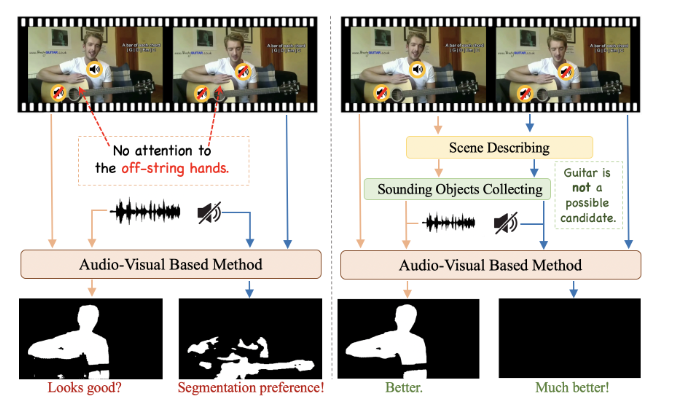 No attention to
the off-string hands.
Audio-Visual Based Method
Looks good?
Segmentation preference!
Scene Describing
Sounding Objects Collecting
Guitar is
not a
possible
candidate.
Audio-Visual Based Method
Better.
Much better!